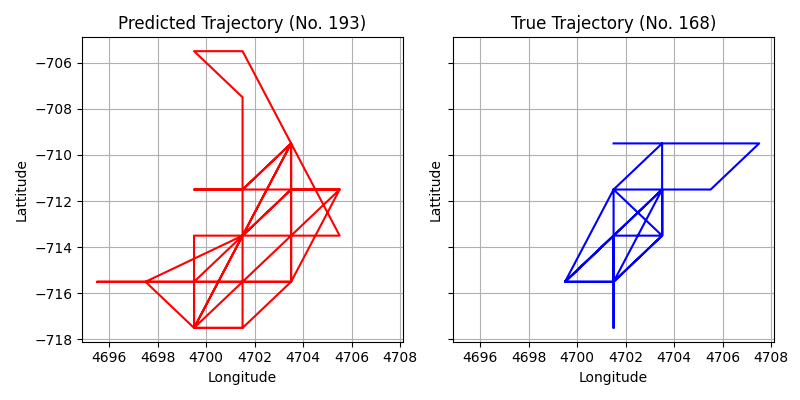 Predicted Trajectory (No. 193)
True Trajectory (No. 168)
Lattitude
−706
−708
−710
−712
−714
−716
−718
4696 4698 4700 4702 4704 4706 4708
Longitude
Lattitude
4696 4698 4700 4702 4704 4706 4708
Longitude